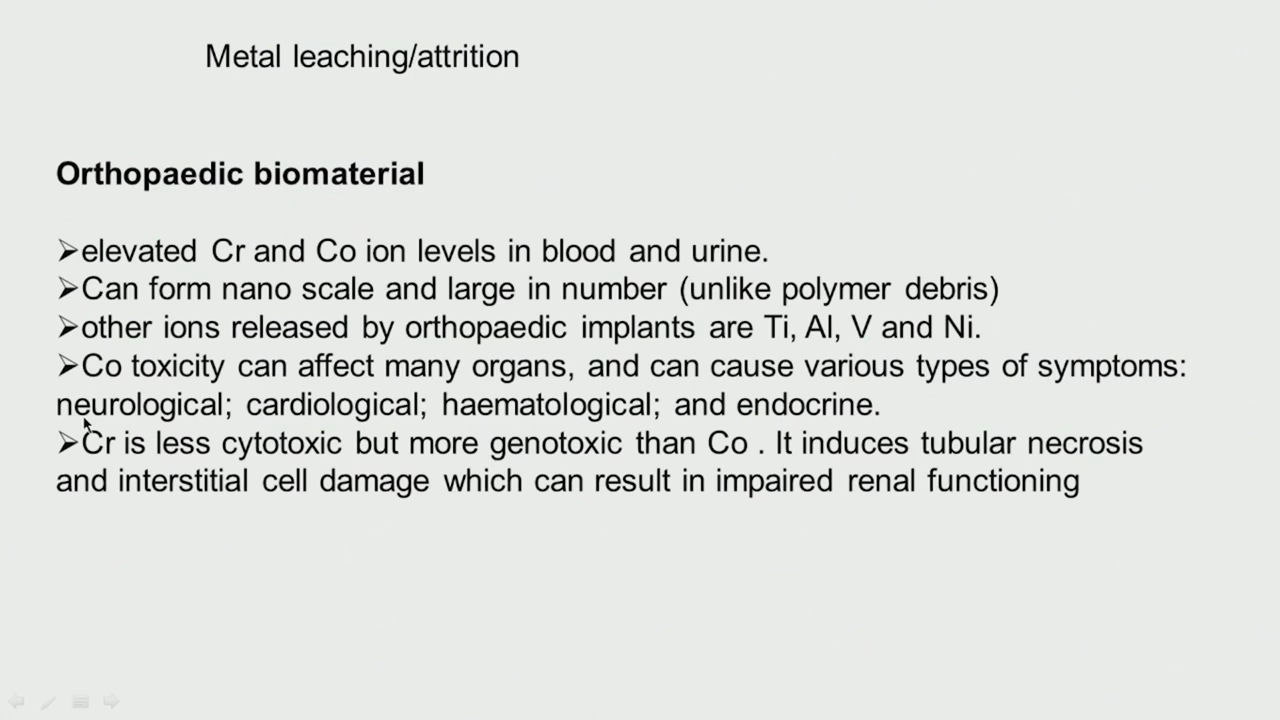 Metal leaching/attrition
Orthopaedic biomaterial
➢elevated Cr and Co ion levels in blood and urine.
➢Can form nano scale and large in number (unlike polymer debris)
➢other ions released by orthopaedic implants are Ti, Al, V and Ni.
➢Co toxicity can affect many organs, and can cause various types of symptoms:
neurological; cardiological; haematological; and endocrine.
➢Cr is less cytotoxic but more genotoxic than Co . It induces tubular necrosis
and interstitial cell damage which can result in impaired renal functioning